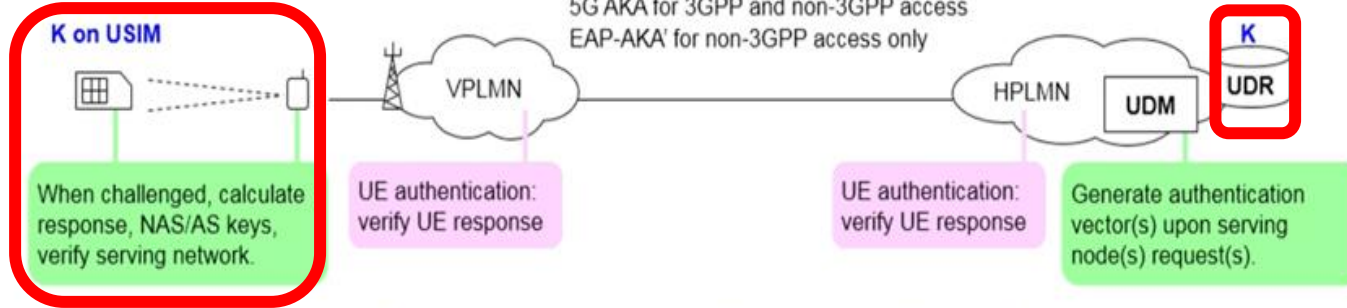 5G AKA for 3GPP and non-3GPP access
EAP-AKA' for non-3GPP access only
K on USIM
K
VPLMN
HPLMN
UDM
UDR
When challenged, calculate
response, NAS/AS keys,
verify serving network.
UE authentication:
verify UE response
UE authentication:
verify UE response
Generate authentication
vector(s) upon serving
node(s) request(s).